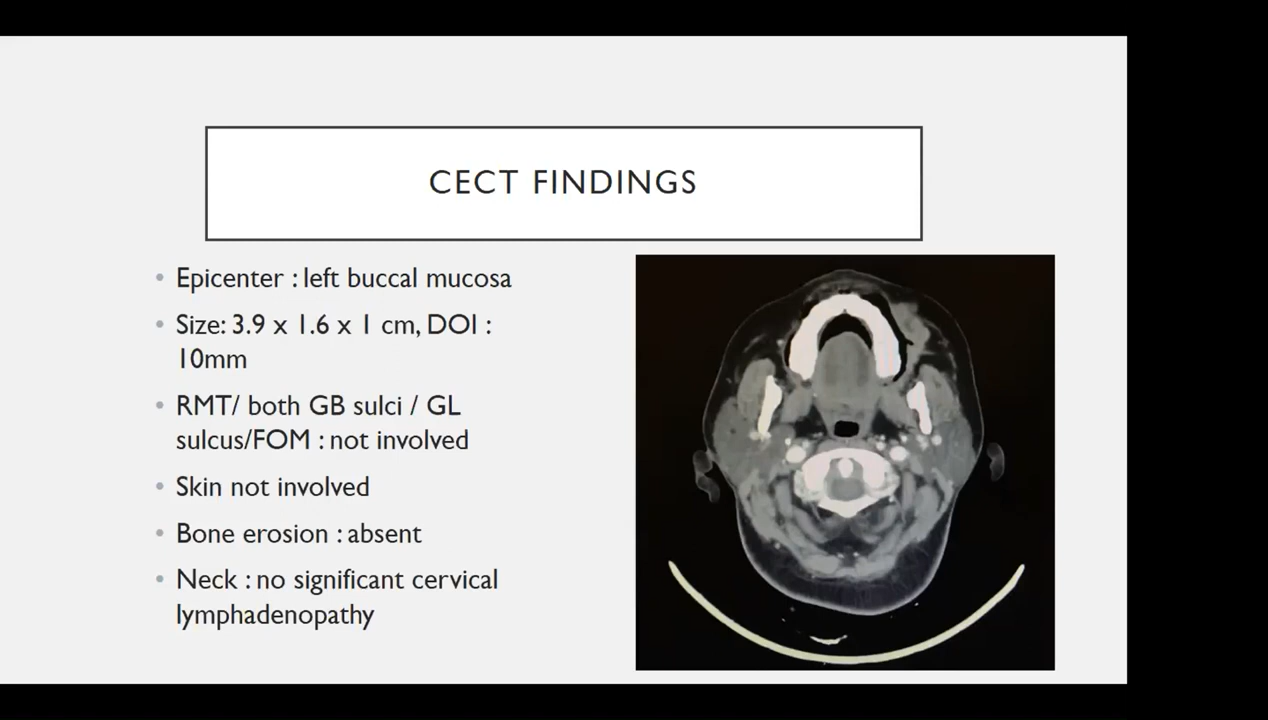 CECT FINDINGS
• Epicenter : left buccal mucosa
• Size: 3.9 x 1.6 x 1 cm, DOI :
10mm
• RMT/ both GB sulci / GL
sulcus/FOM : not involved
• Skin not involved
• Bone erosion : absent
• Neck : no significant cervical
lymphadenopathy